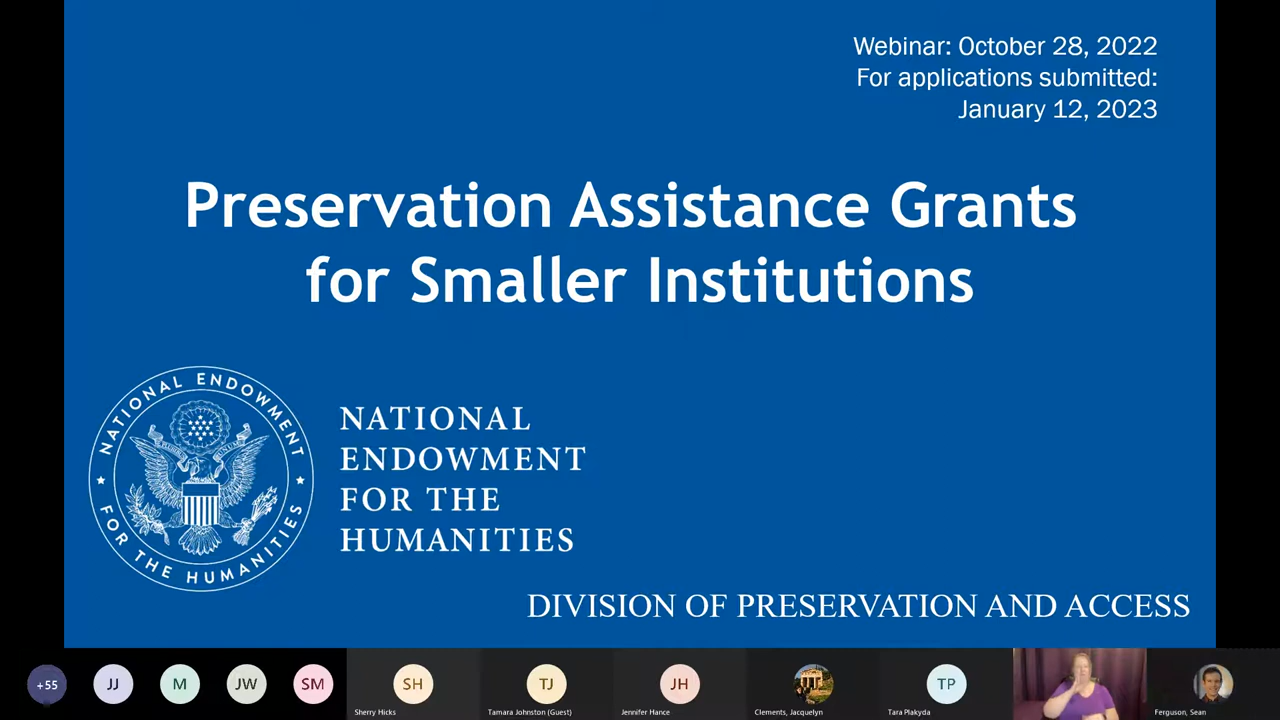 Webinar: October 28, 2022
For applications submitted:
January 12, 2023
Preservation Assistance Grants
for Smaller Institutions
NATIONAL ENDOWMENT
FOR THE HUMANITIES
NATIONAL
ENDOWMENT
FOR THE
HUMANITIES
DIVISION OF PRESERVATION AND ACCESS
+55
JJ
M
JW
SM
SH
TJ
JH
TP
Sherry Hicks
Tamara Johnston (Guest)
Jennifer Hance
Clements, Jacquelyn
Tara Plakyda
Ferguson, Sean